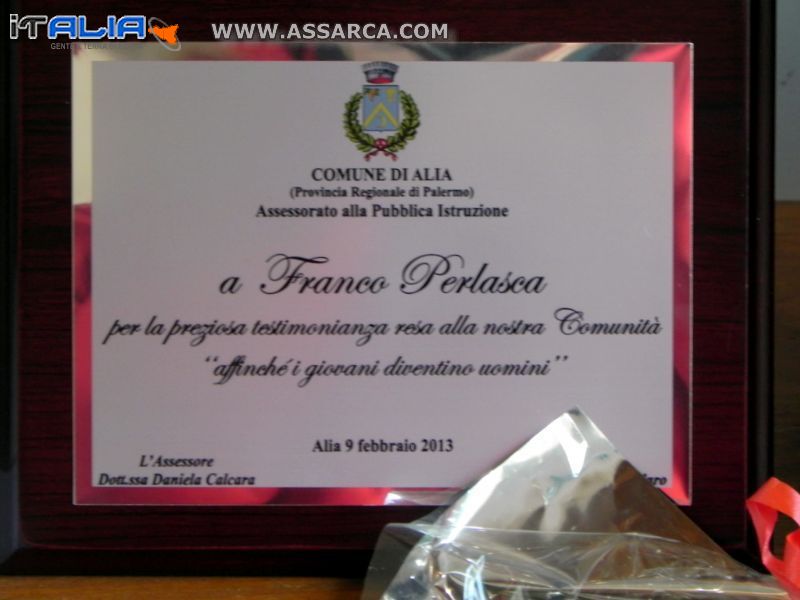 iTALIA
WWW.ASSARCA.COM
COMUNE DI ALIA
(Provincia Regionale di Palermo)
Assessorato alla Pubblica Istruzione
a Franco Perlasca
per la preziosa testimonianza resa alla nostra Comunità
“affinché i giovani diventino uomini”
Alia 9 febbraio 2013
L'Assessore
Dott.ssa Daniela Calcara